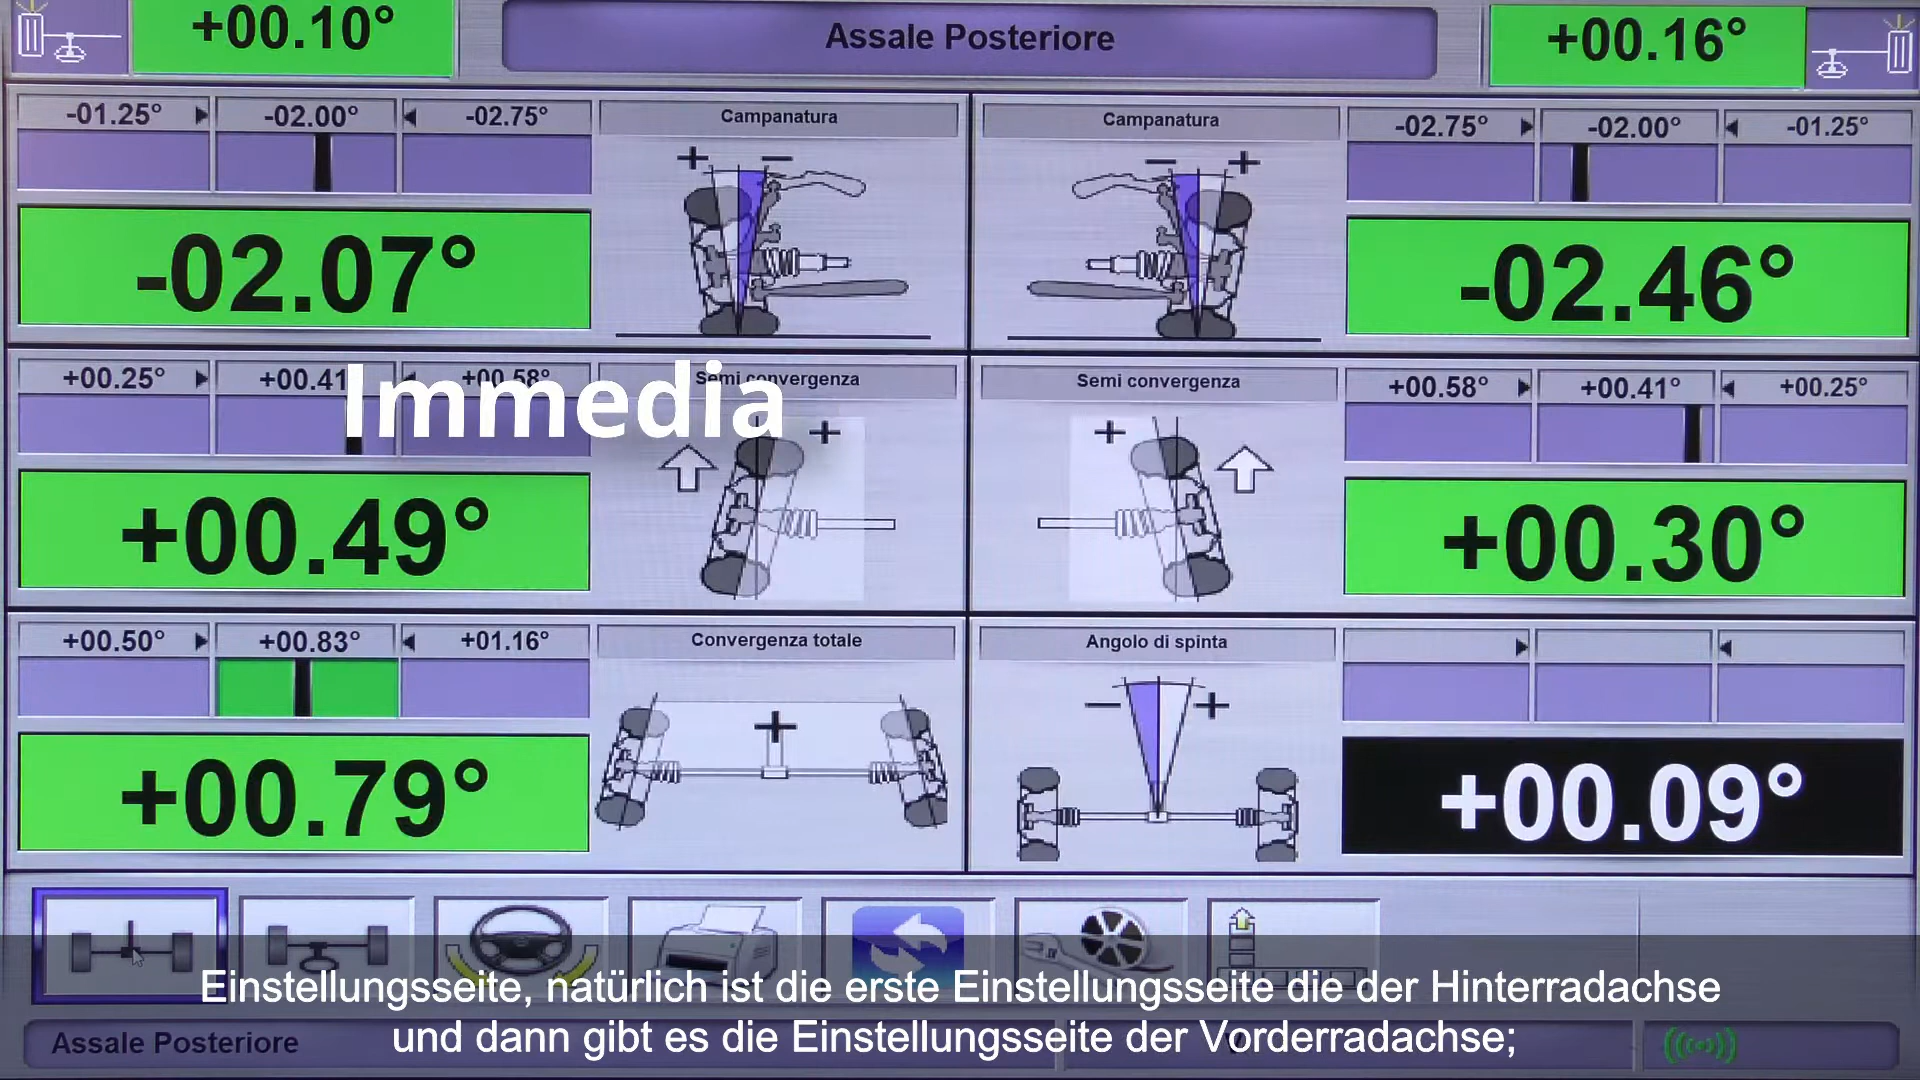 +00.10°
Assale Posteriore
+00.16°
-01.25° -02.00° -02.75°
Campanatura
Campanatura
-02.75° -02.00° -01.25°
-02.07°
-02.46°
+00.25° +00.41 +00.58°
Semi convergenza
Semi convergenza
+00.58° +00.41° +00.25°
Immedia
+00.49°
+00.30°
+00.50° +00.83° +01.16°
Convergenza totale
Angolo di spinta
+00.79°
+00.09°
Einstellungsseite, natürlich ist die erste Einstellungsseite die der Hinterradachse
und dann gibt es die Einstellungsseite der Vorderradachse;
Assale Posteriore